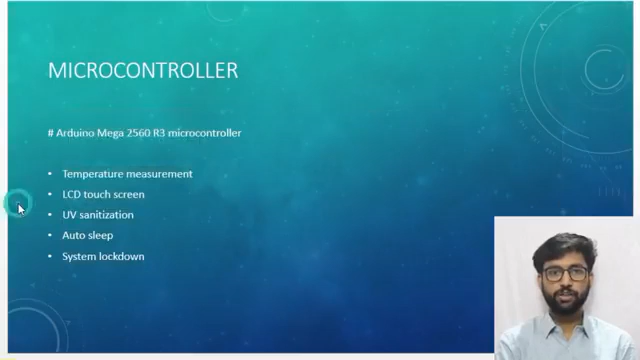 MICROCONTROLLER
# Arduino Mega 2560 R3 microcontroller
• Temperature measurement
• LCD touch screen
• UV sanitization
• Auto sleep
• System lockdown